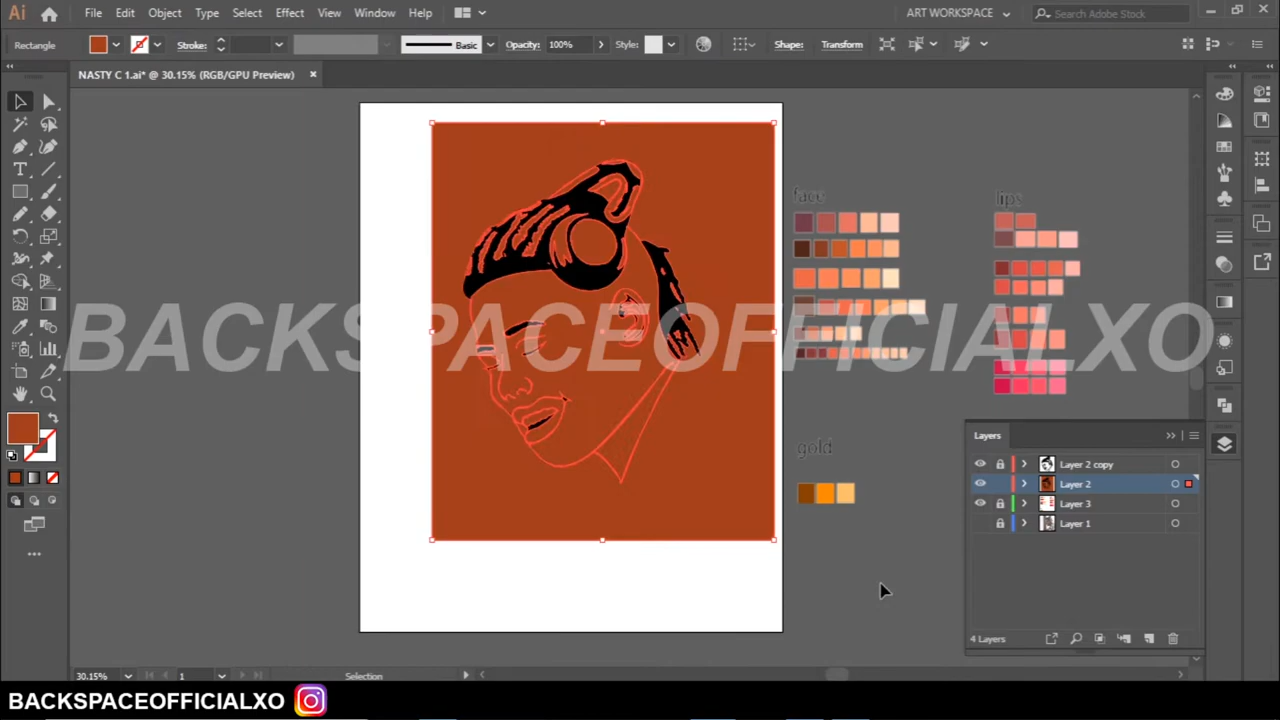 Ai File Edit Object Type Select Effect View Window Help ART WORKSPACE Search Adobe Stock
Rectangle Stroke: Basic Opacity: 100% Style: Shape: Transform
NASTY C 1.ai* @ 30.15% (RGB/GPU Preview)
face lips
BACKSPACEOFFICIALXO
gold
Layers
Layer 2 copy
Layer 2
Layer 3
Layer 1
4 Layers
30.15% 1 Selection
BACKSPACEOFFICIALXO